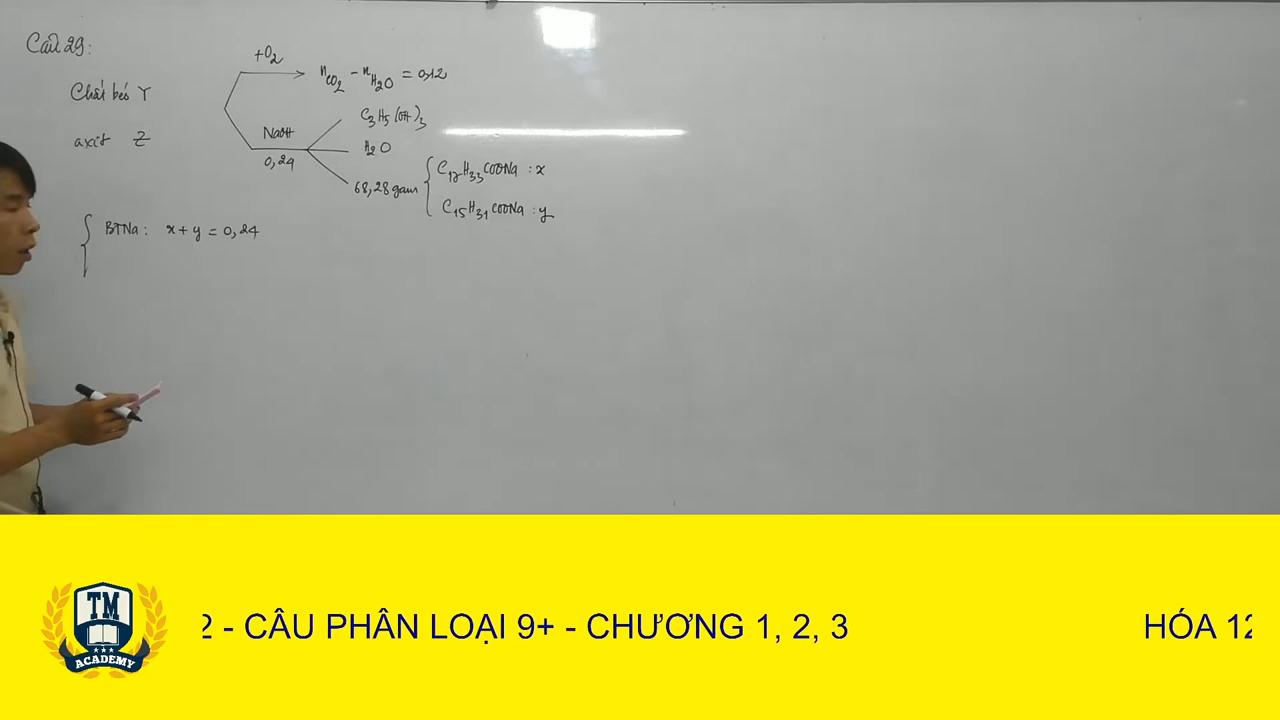 Câu 29:
+O₂
nCO₂ - nH₂O = 0,12
Chất béo Y
C₃H₅(OH)₃
axit Z
NaOH
0,24
H₂O
68,28 gam
C₁₇H₃₃COONa : x
C₁₅H₃₁COONa : y
BTNa: x + y = 0,24
TM
ACADEMY
2 - CÂU PHÂN LOẠI 9+ - CHƯƠNG 1, 2, 3
HÓA 12